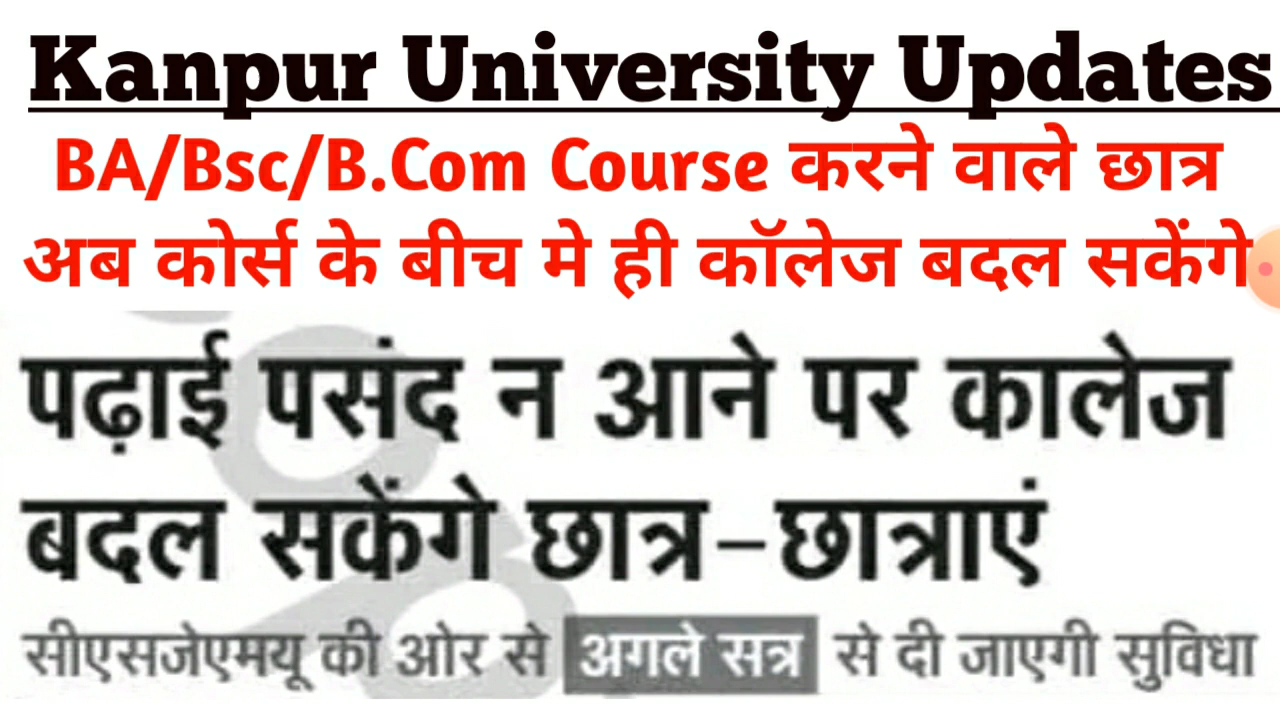 Kanpur University Updates
BA/Bsc/B.Com Course करने वाले छात्र
अब कोर्स के बीच मे ही कॉलेज बदल सकेंगे
पढ़ाई पसंद न आने पर कालेज
बदल सकेंगे छात्र-छात्राएं
सीएसजेएमयू की ओर से अगले सत्र से दी जाएगी सुविधा